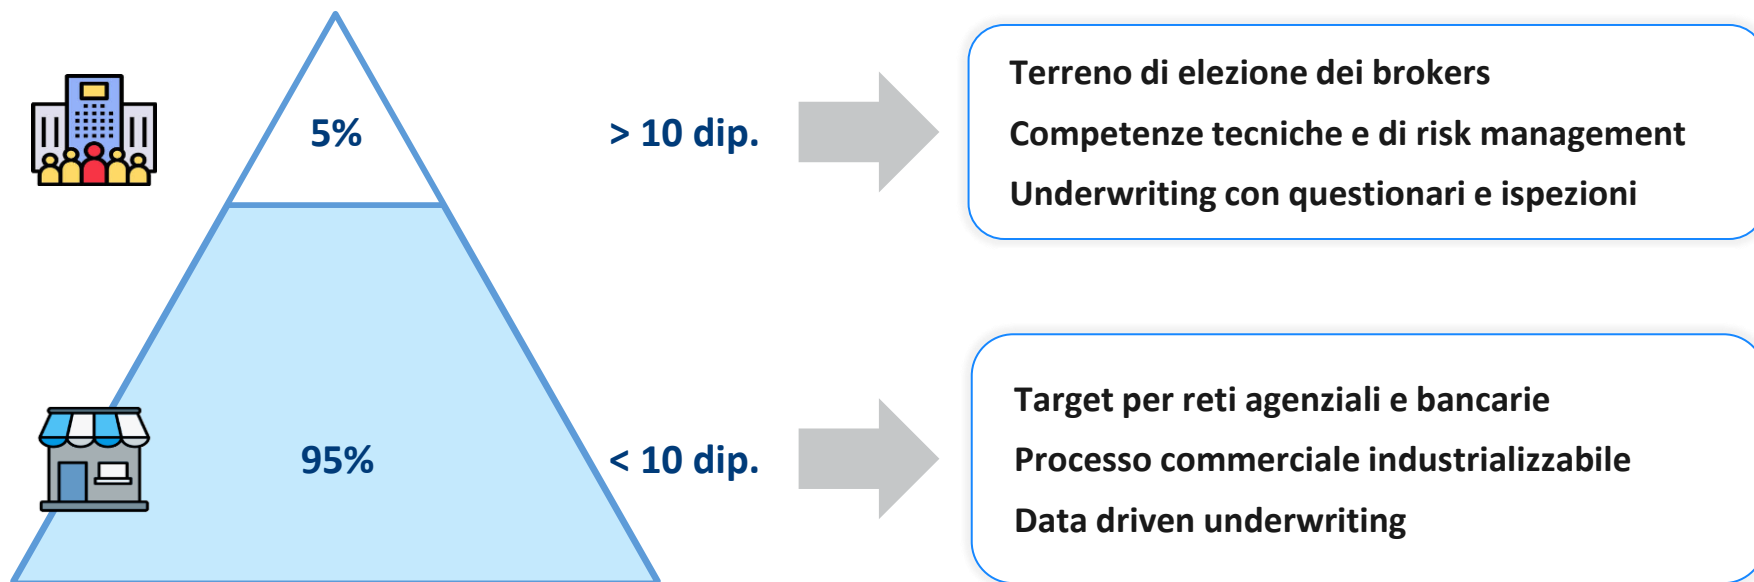 5%
> 10 dip.
Terreno di elezione dei brokers
Competenze tecniche e di risk management
Underwriting con questionari e ispezioni
95%
< 10 dip.
Target per reti agenziali e bancarie
Processo commerciale industrializzabile
Data driven underwriting